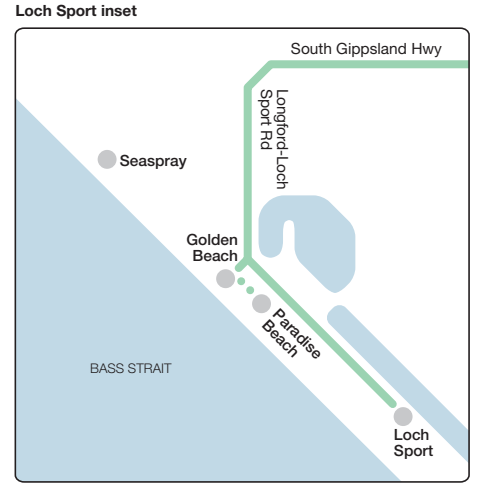 Loch Sport inset
South Gippsland Hwy
Longford-Loch
Sport Rd
Seaspray
Golden
Beach
Paradise
Beach
BASS STRAIT
Loch
Sport